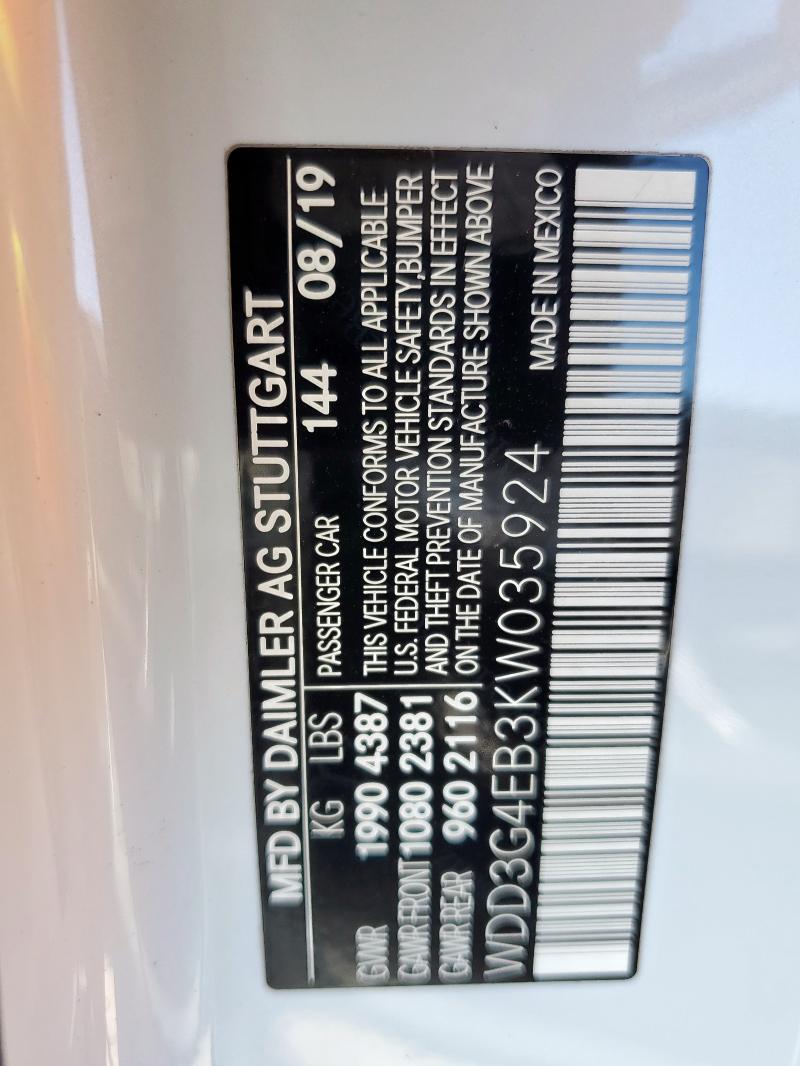 MFD BY DAIMLER AG STUTTGART
KG LBS PASSENGER CAR 144 08/19
GVWR 1990 4387 THIS VEHICLE CONFORMS TO ALL APPLICABLE
GAWR FRONT 1080 2381 U.S. FEDERAL MOTOR VEHICLE SAFETY,BUMPER
GAWR REAR 960 2116 AND THEFT PREVENTION STANDARDS IN EFFECT
ON THE DATE OF MANUFACTURE SHOWN ABOVE
WDD3G4EB3KW035924 MADE IN MEXICO